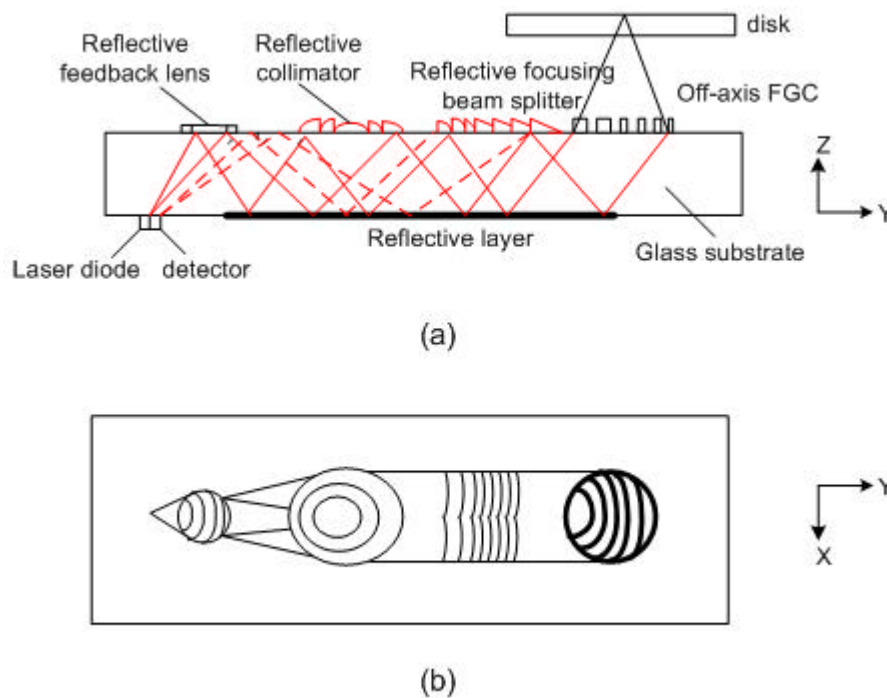 Reflective
feedback lens
Reflective
collimator
Reflective focusing
beam splitter
disk
Off-axis FGC
Z
Y
Laser diode
detector
Reflective layer
Glass substrate
(a)
Y
X
(b)